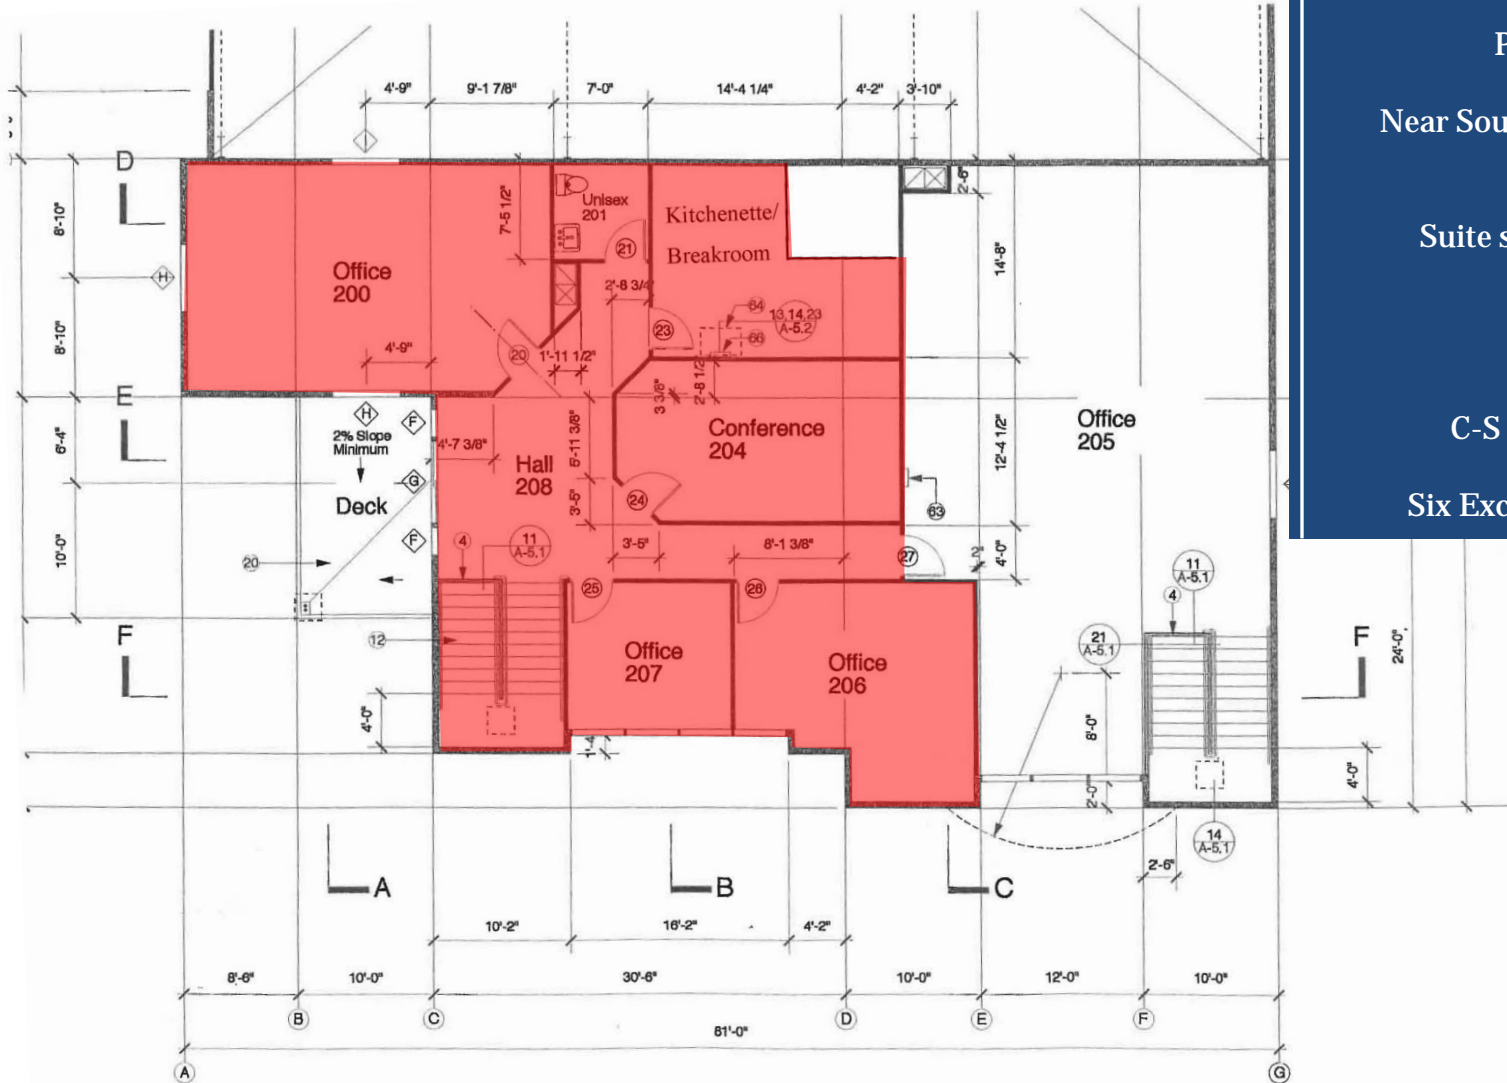 4'-9"
9'-1 7/8"
7'-0"
14'-4 1/4"
4'-2"
3'-10"
I
D
8'-10"
H
8'-10"
Office
200
4'-9"
7'-5 1/2"
Unisex
201
21
Kitchenette/
Breakroom
2'-8 3/4"
2'-6"
14'-8"
64
13,14,23
A-5.2
66
23
20
1'-11 1/2"
E
6'-4"
10'-0"
H
2% Slope
Minimum
Deck
20
F
G
F
4'-7 3/8"
Hall
208
5'-11 3/8"
3'-5"
3 3/8"
2'-8 1/2"
Conference
204
24
3'-5"
8'-1 3/8"
63
27
2"
4'-0"
12'-4 1/2"
Office
205
4
11
A-5.1
12
4'-0"
F
25
26
Office
207
Office
206
1'-4
11
A-5.1
4
21
A-5.1
8'-0"
2'-0"
4'-0"
F
24'-0"
14
A-5.1
2'-6"
A
B
C
10'-2"
16'-2"
4'-2"
8'-6"
10'-0"
30'-6"
10'-0"
12'-0"
10'-0"
B
C
D
E
F
61'-0"
A
G
P
Near Sou
Suite s
C-S
Six Exc